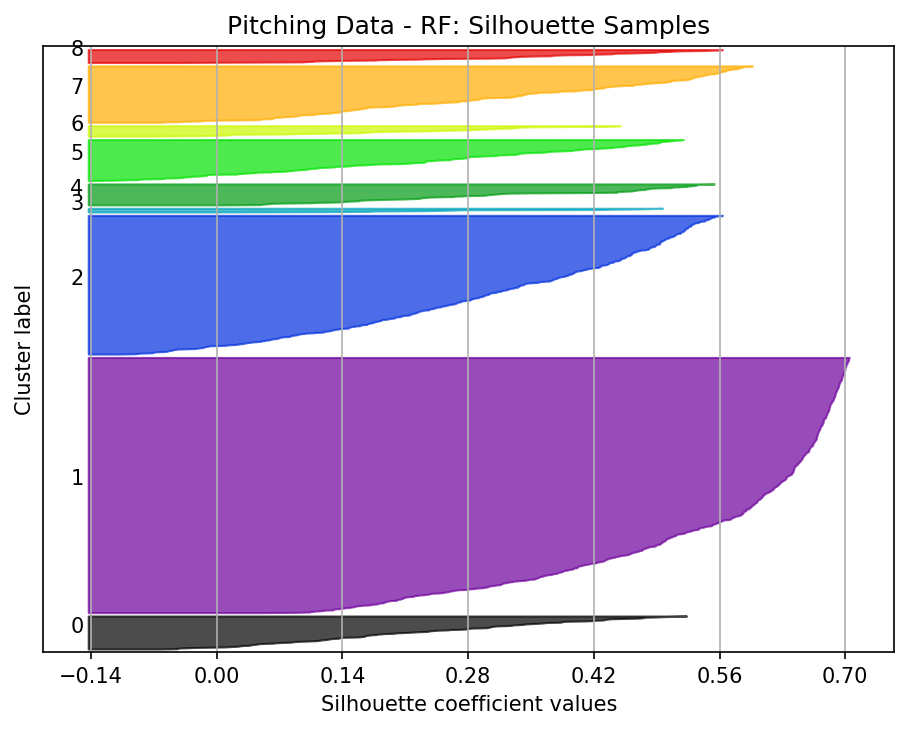 Pitching Data - RF: Silhouette Samples
8
7
6
5
4
3
2
1
0
Cluster label
−0.14 0.00 0.14 0.28 0.42 0.56 0.70
Silhouette coefficient values